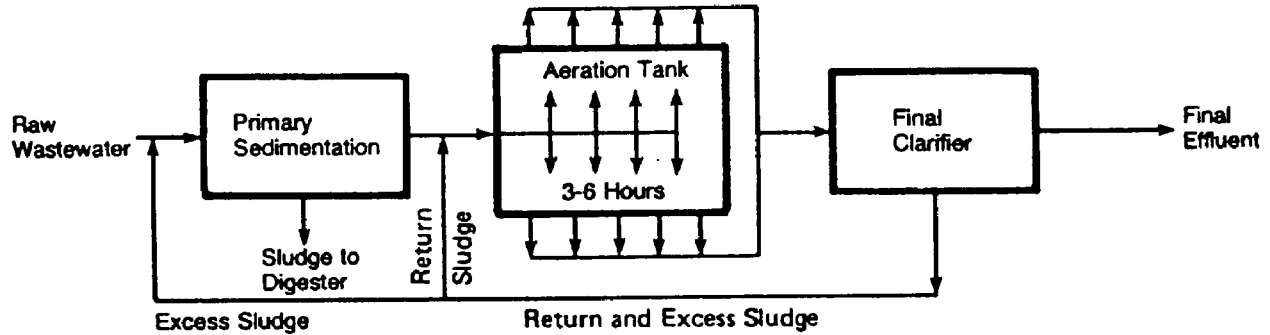 Raw
Wastewater
Primary
Sedimentation
Sludge to
Digester
Return
Sludge
Aeration Tank
3-6 Hours
Final
Clarifier
Final
Effluent
Excess Sludge
Return and Excess Sludge